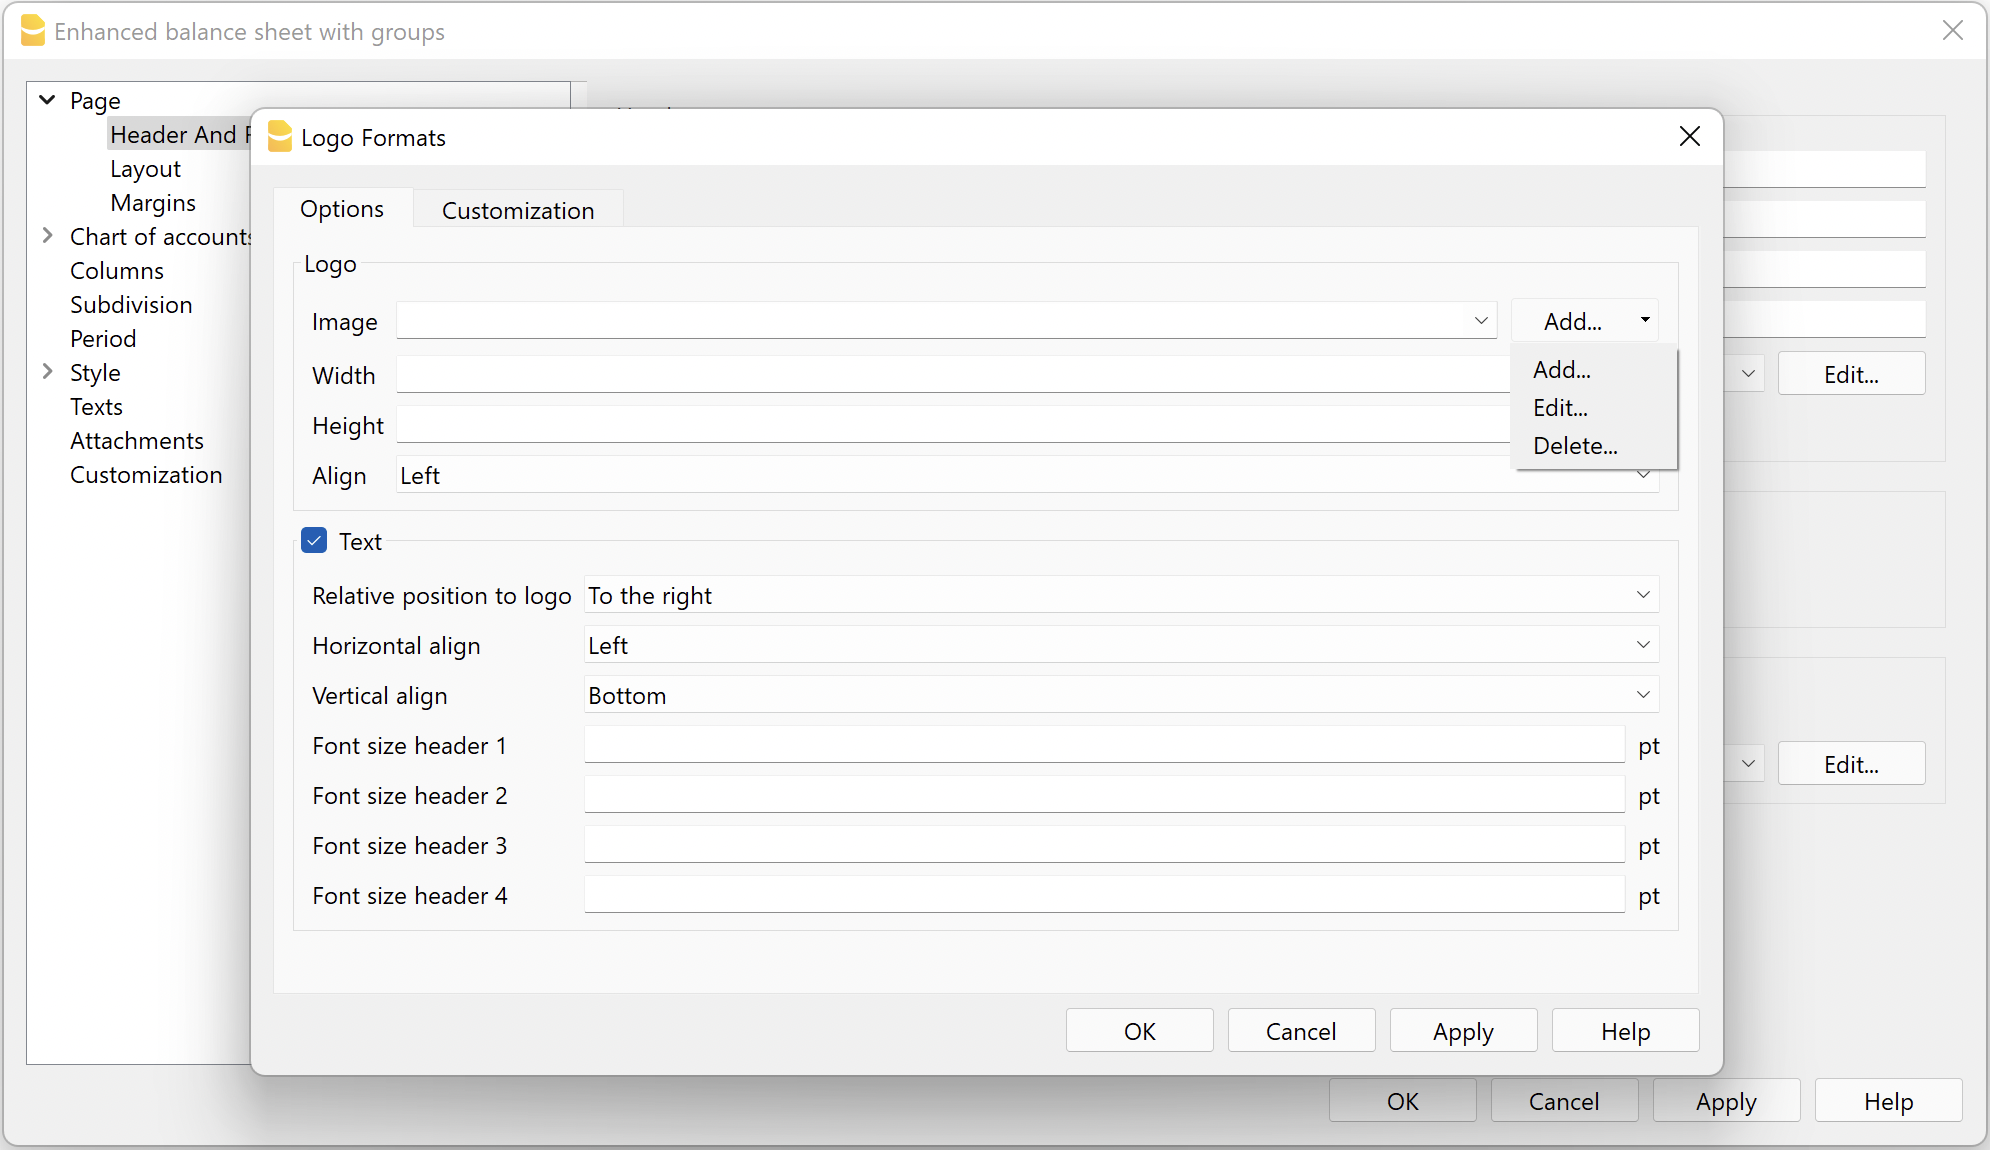 Enhanced balance sheet with groups
Page
Header And
Layout
Margins
Chart of accounts
Columns
Subdivision
Period
Style
Texts
Attachments
Customization
Logo Formats
Options
Customization
Logo
Image
Add...
Add...
Edit...
Delete...
Width
Height
Align
Left
Text
Relative position to logo
To the right
Horizontal align
Left
Vertical align
Bottom
Font size header 1
pt
Font size header 2
pt
Font size header 3
pt
Font size header 4
pt
OK
Cancel
Apply
Help
Edit...
Edit...
OK
Cancel
Apply
Help